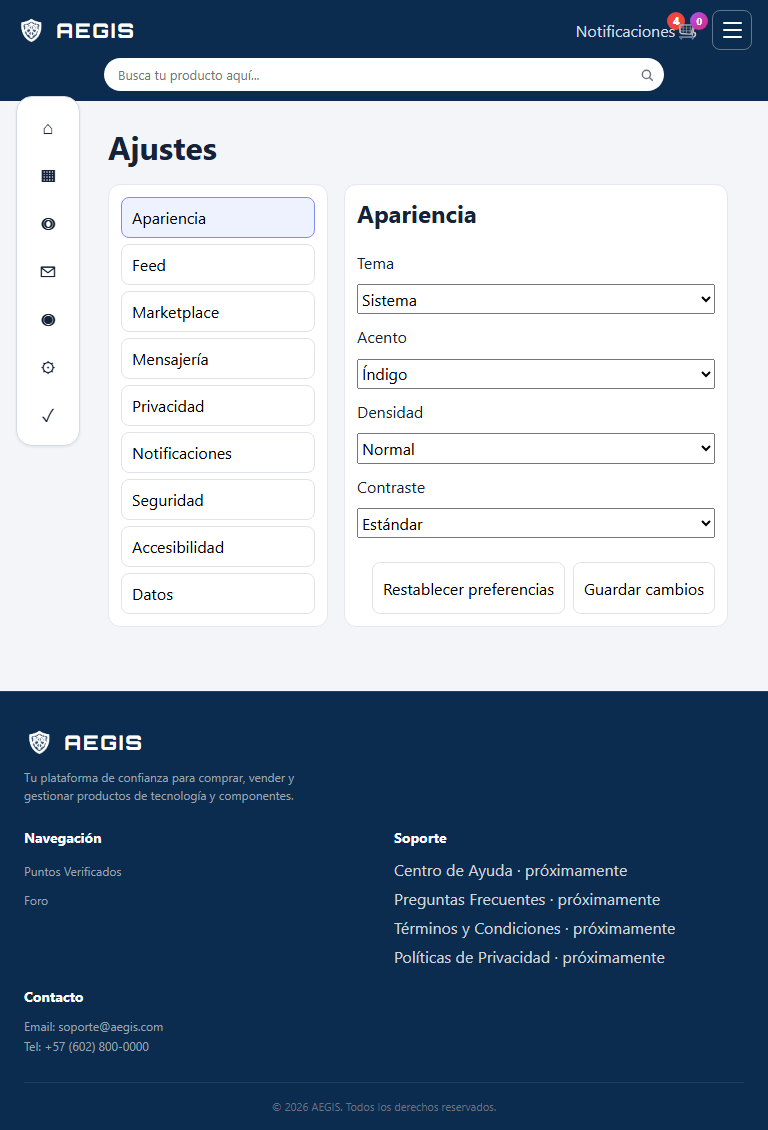 AEGIS
Notificaciones 4 0
Busca tu producto aquí...
Ajustes
Apariencia
Feed
Marketplace
Mensajería
Privacidad
Notificaciones
Seguridad
Accesibilidad
Datos
Apariencia
Tema
Sistema
Acento
Índigo
Densidad
Normal
Contraste
Estándar
Restablecer preferencias
Guardar cambios
AEGIS
Tu plataforma de confianza para comprar, vender y
gestionar productos de tecnología y componentes.
Navegación
Puntos Verificados
Foro
Soporte
Centro de Ayuda · próximamente
Preguntas Frecuentes · próximamente
Términos y Condiciones · próximamente
Políticas de Privacidad · próximamente
Contacto
Email: soporte@aegis.com
Tel: +57 (602) 800-0000
© 2026 AEGIS. Todos los derechos reservados.